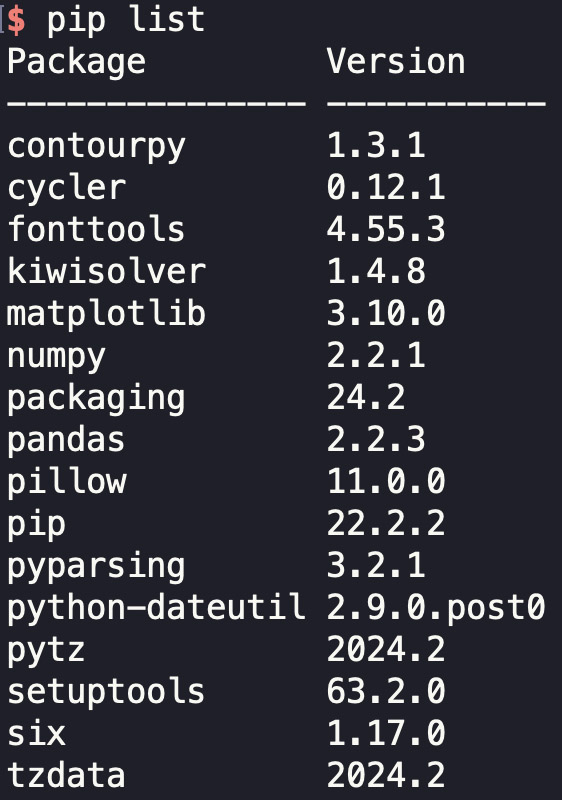 $ pip list
Package         Version
--------------- -----------
contourpy       1.3.1
cycler          0.12.1
fonttools       4.55.3
kiwisolver      1.4.8
matplotlib      3.10.0
numpy           2.2.1
packaging       24.2
pandas          2.2.3
pillow          11.0.0
pip             22.2.2
pyparsing       3.2.1
python-dateutil 2.9.0.post0
pytz            2024.2
setuptools      63.2.0
six             1.17.0
tzdata          2024.2